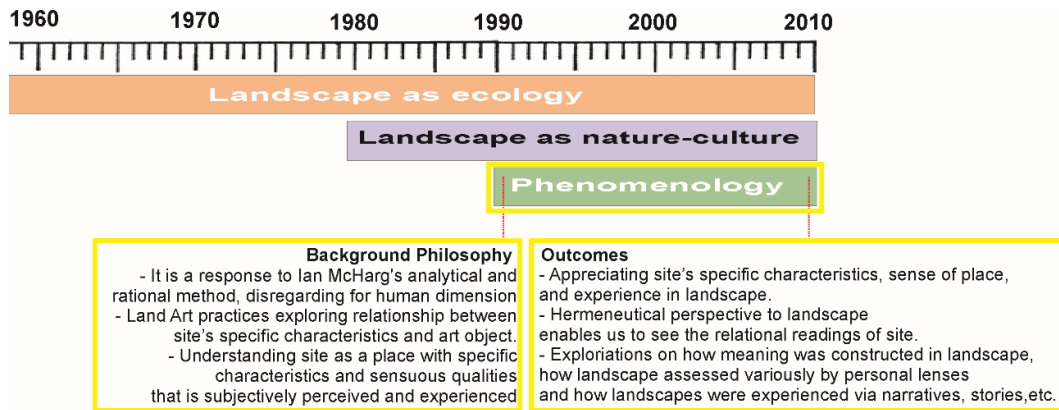 1960 1970 1980 1990 2000 2010
Landscape as ecology
Landscape as nature-culture
Phenomenology
Background Philosophy
- It is a response to Ian McHarg's analytical and
rational method, disregarding for human dimension
- Land Art practices exploring relationship between
site's specific characteristics and art object.
- Understanding site as a place with specific
characteristics and sensuous qualities
that is subjectively perceived and experienced
Outcomes
- Appreciating site's specific characteristics, sense of place,
and experience in landscape.
- Hermeneutical perspective to landscape
enables us to see the relational readings of site.
- Exploriations on how meaning was constructed in landscape,
how landscape assessed variously by personal lenses
and how landscapes were experienced via narratives, stories,etc.